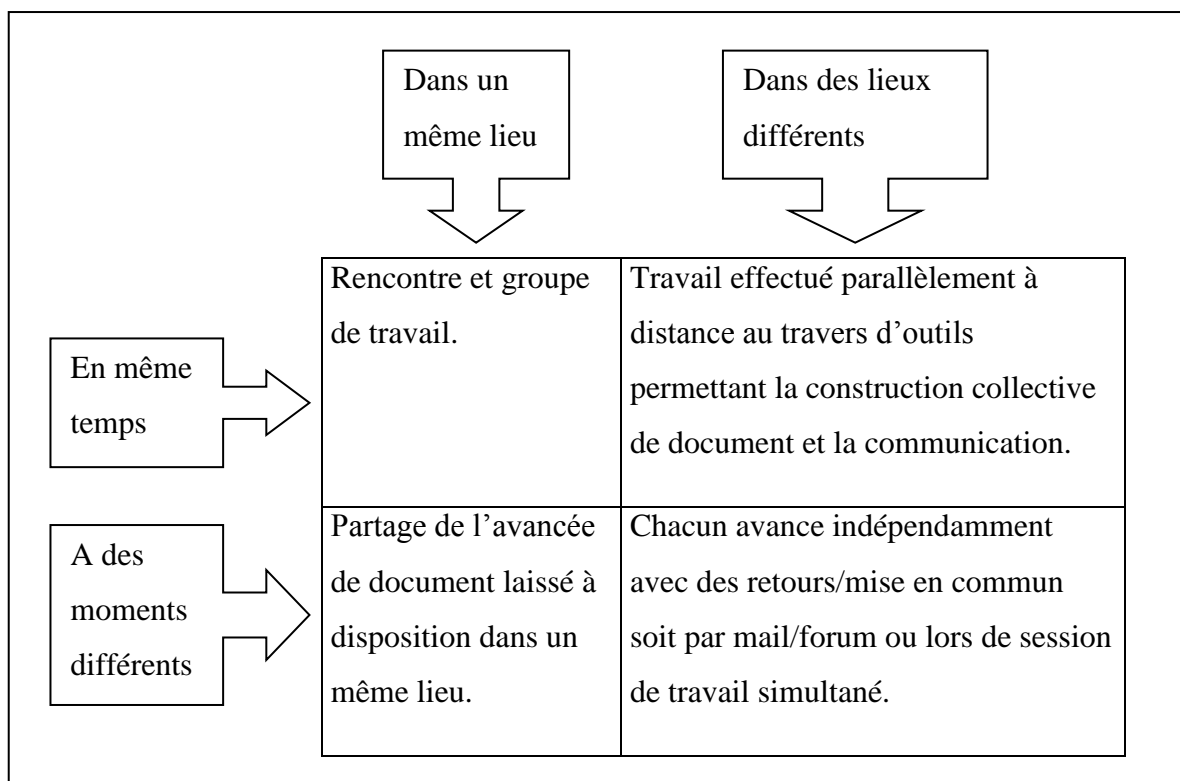 Dans un
même lieu
Dans des lieux
différents
En même
temps
Rencontre et groupe
de travail.
Travail effectué parallèlement à
distance au travers d’outils
permettant la construction collective
de document et la communication.
A des
moments
différents
Partage de l’avancée
de document laissé à
disposition dans un
même lieu.
Chacun avance indépendamment
avec des retours/mise en commun
soit par mail/forum ou lors de session
de travail simultané.